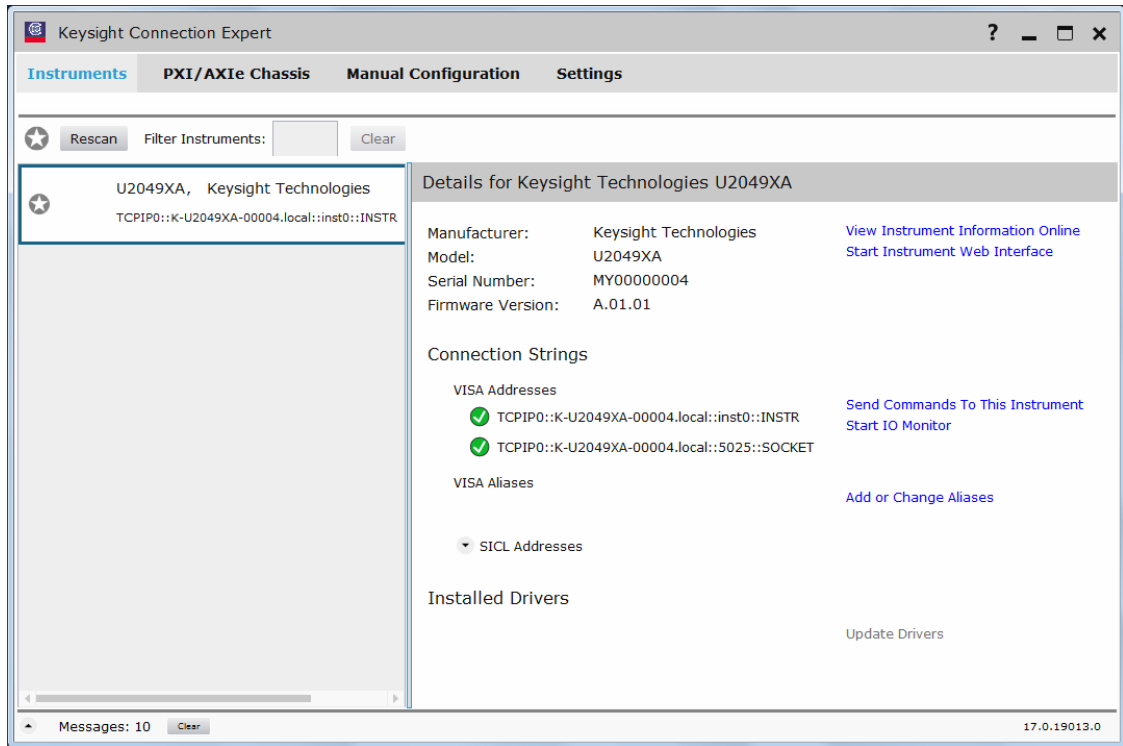 Keysight Connection Expert
?
Instruments PXI/AXIe Chassis Manual Configuration Settings
Rescan Filter Instruments: Clear
U2049XA, Keysight Technologies
TCPIP0::K-U2049XA-00004.local::inst0::INSTR
Details for Keysight Technologies U2049XA
Manufacturer: Keysight Technologies View Instrument Information Online
Model: U2049XA Start Instrument Web Interface
Serial Number: MY00000004
Firmware Version: A.01.01
Connection Strings
VISA Addresses
TCPIP0::K-U2049XA-00004.local::inst0::INSTR Send Commands To This Instrument
Start IO Monitor
TCPIP0::K-U2049XA-00004.local::5025::SOCKET
VISA Aliases
Add or Change Aliases
SICL Addresses
Installed Drivers
Update Drivers
Messages: 10 Clear 17.0.19013.0